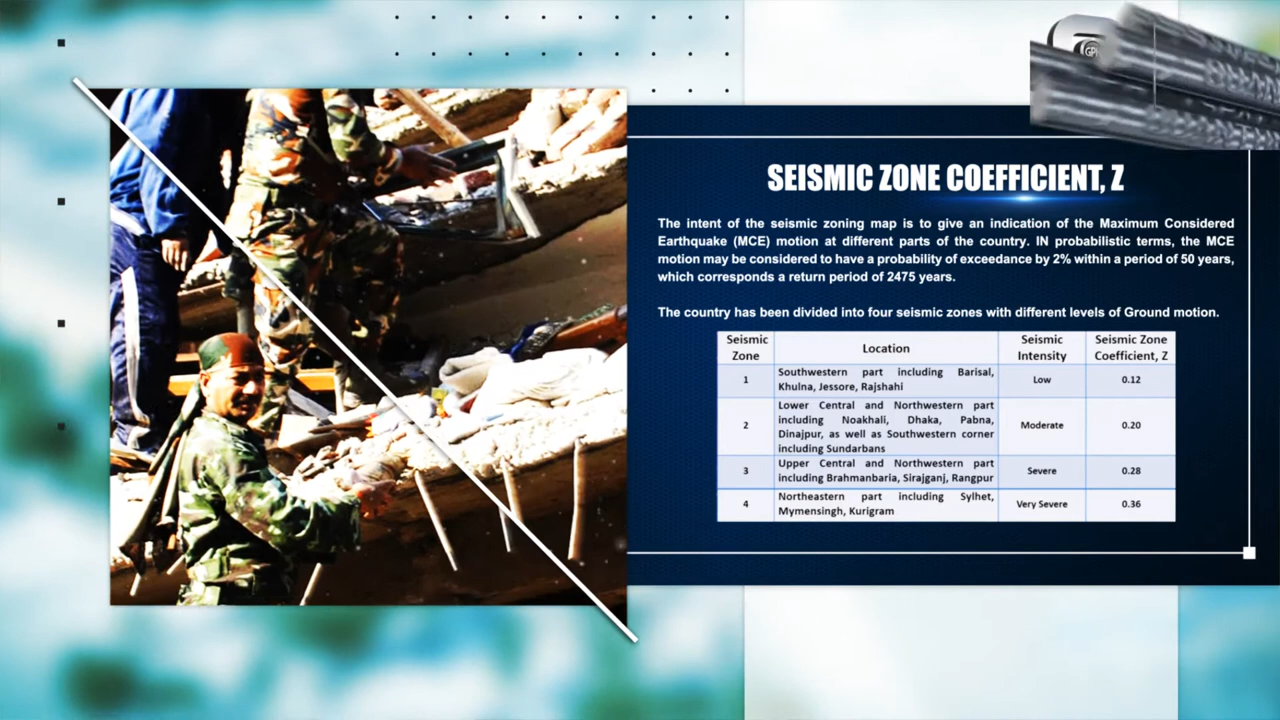 GPH
SEISMIC ZONE COEFFICIENT, Z
The intent of the seismic zoning map is to give an indication of the Maximum Considered
Earthquake (MCE) motion at different parts of the country. IN probabilistic terms, the MCE
motion may be considered to have a probability of exceedance by 2% within a period of 50 years,
which corresponds a return period of 2475 years.
The country has been divided into four seismic zones with different levels of Ground motion.
Seismic Zone Location Seismic Intensity Seismic Zone Coefficient, Z
1 Southwestern part including Barisal, Khulna, Jessore, Rajshahi Low 0.12
2 Lower Central and Northwestern part including Noakhali, Dhaka, Pabna, Dinajpur, as well as Southwestern corner including Sundarbans Moderate 0.20
3 Upper Central and Northwestern part including Brahmanbaria, Sirajganj, Rangpur Severe 0.28
4 Northeastern part including Sylhet, Mymensingh, Kurigram Very Severe 0.36